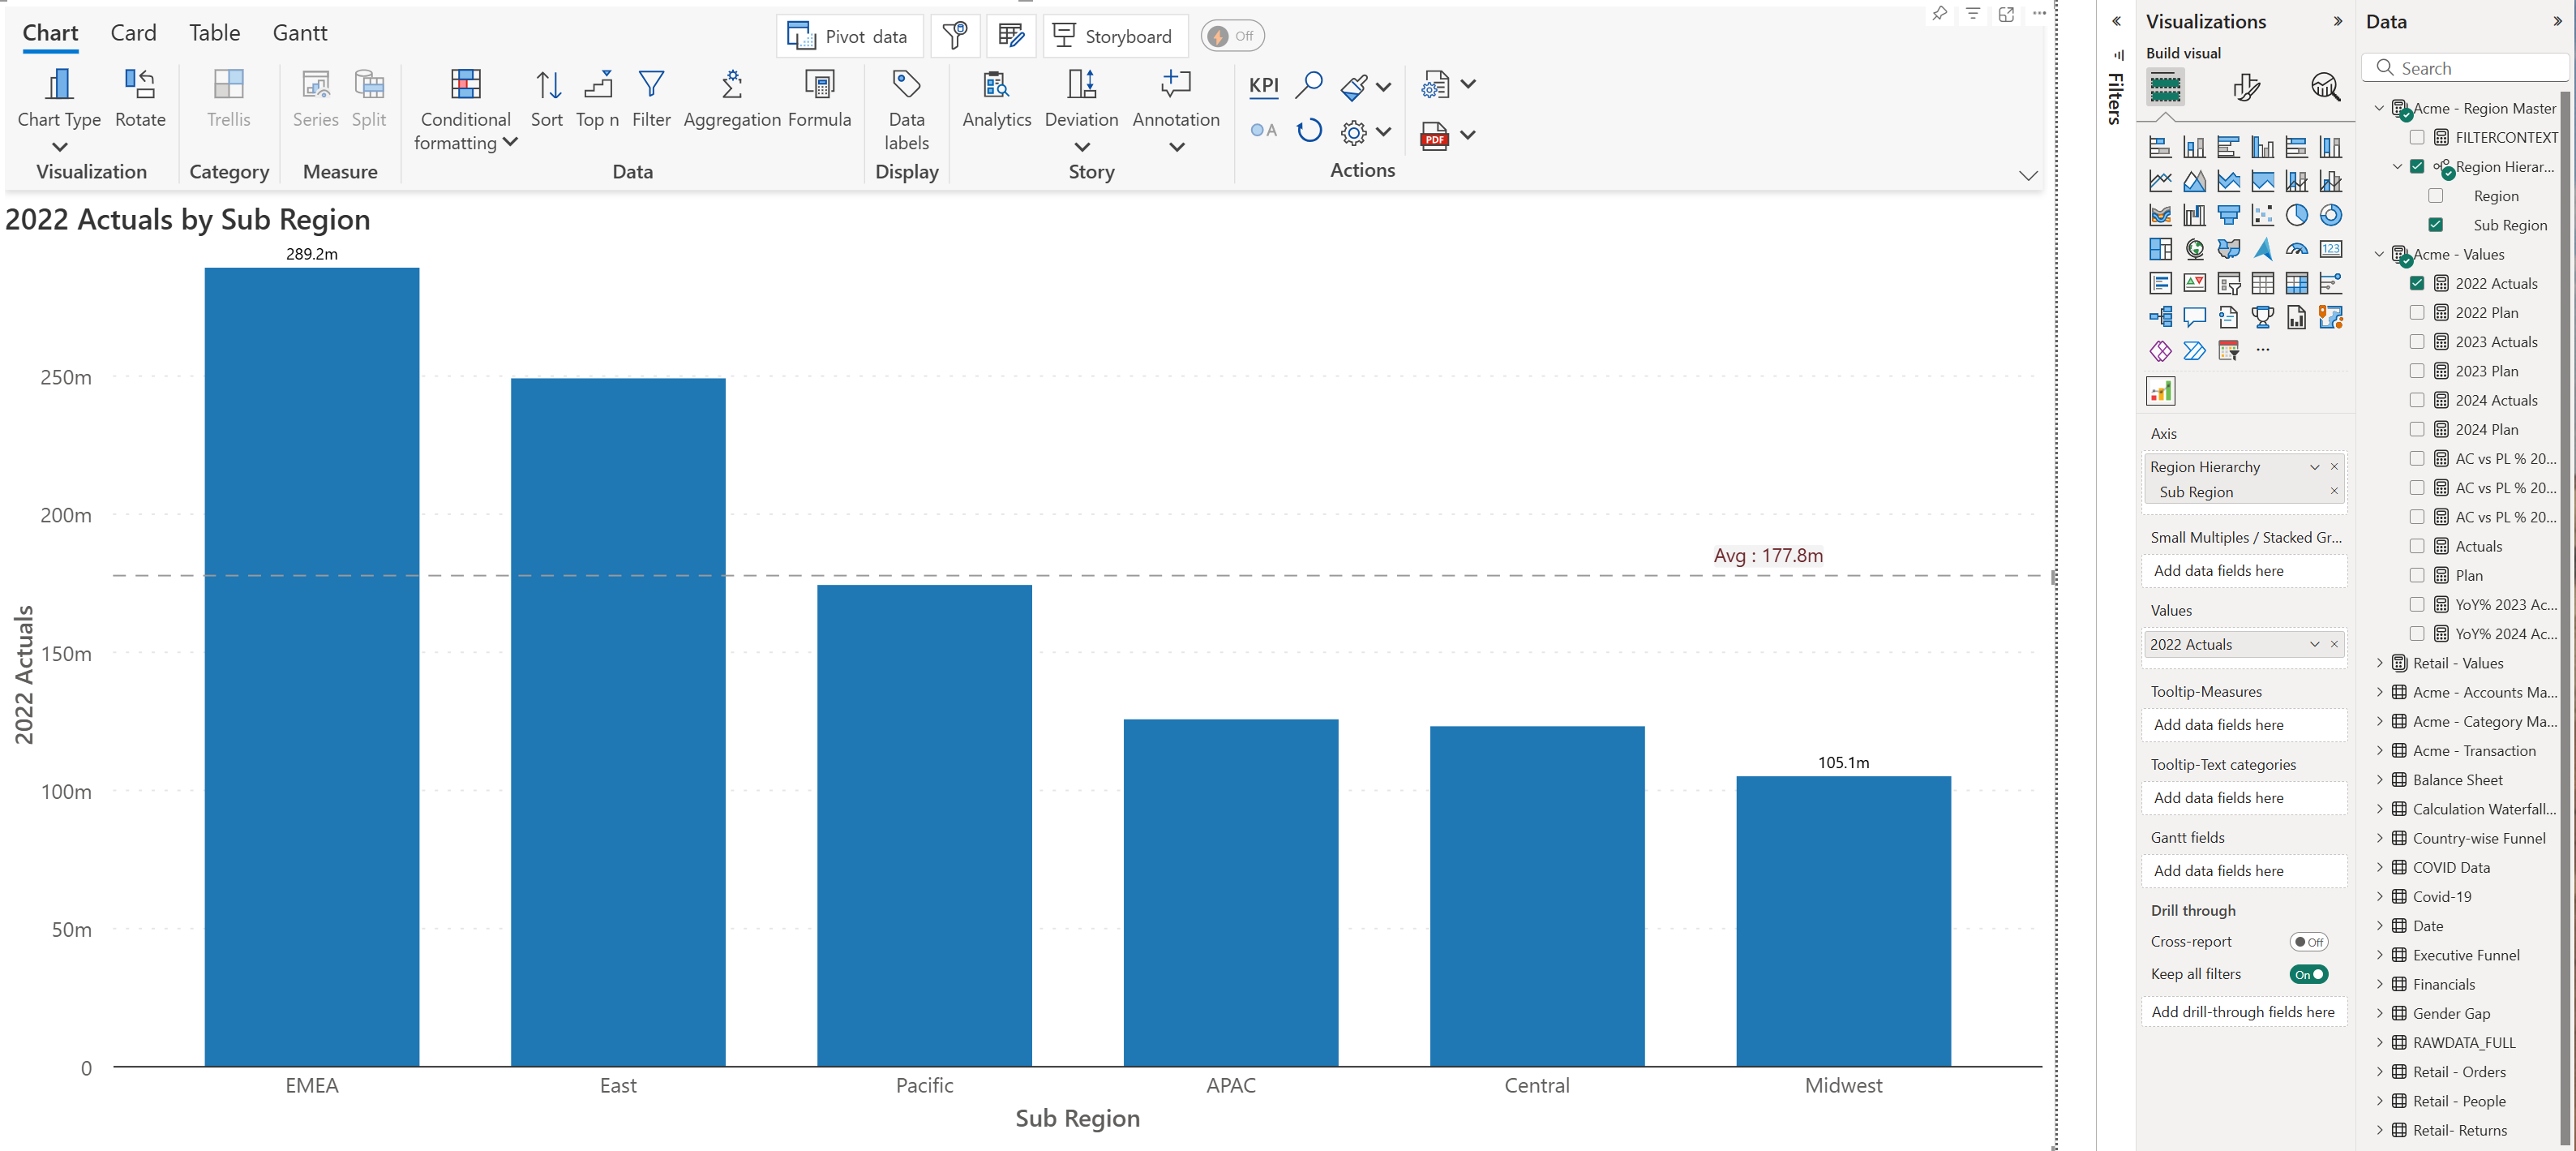 Chart Card Table Gantt
Pivot data
Storyboard
Off
Chart Type
Rotate
Trellis
Series
Split
Conditional
formatting
Sort
Top n
Filter
Aggregation
Formula
Data
labels
Analytics
Deviation
Annotation
KPI
A
PDF
Visualization
Category
Measure
Data
Display
Story
Actions
2022 Actuals by Sub Region
289.2m
250m
200m
Avg : 177.8m
150m
105.1m
100m
50m
0
2022 Actuals
EMEA
East
Pacific
APAC
Central
Midwest
Sub Region
Filters
Visualizations
Build visual
123
Axis
Region Hierarchy
Sub Region
Small Multiples / Stacked Gr...
Add data fields here
Values
2022 Actuals
Tooltip-Measures
Add data fields here
Tooltip-Text categories
Add data fields here
Gantt fields
Add data fields here
Drill through
Cross-report
Off
Keep all filters
On
Add drill-through fields here
Data
Search
Acme - Region Master
FILTERCONTEXT
Region Hierar...
Region
Sub Region
Acme - Values
2022 Actuals
2022 Plan
2023 Actuals
2023 Plan
2024 Actuals
2024 Plan
AC vs PL % 20...
AC vs PL % 20...
AC vs PL % 20...
Actuals
Plan
YoY% 2023 Ac...
YoY% 2024 Ac...
Retail - Values
Acme - Accounts Ma...
Acme - Category Ma...
Acme - Transaction
Balance Sheet
Calculation Waterfall...
Country-wise Funnel
COVID Data
Covid-19
Date
Executive Funnel
Financials
Gender Gap
RAWDATA_FULL
Retail - Orders
Retail - People
Retail- Returns